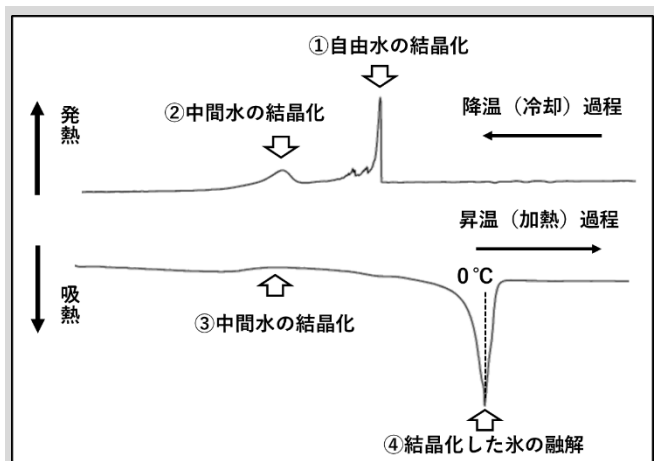 ①自由水の結晶化
②中間水の結晶化
発熱
降温（冷却）過程
昇温（加熱）過程
0 ℃
吸熱
③中間水の結晶化
④結晶化した氷の融解